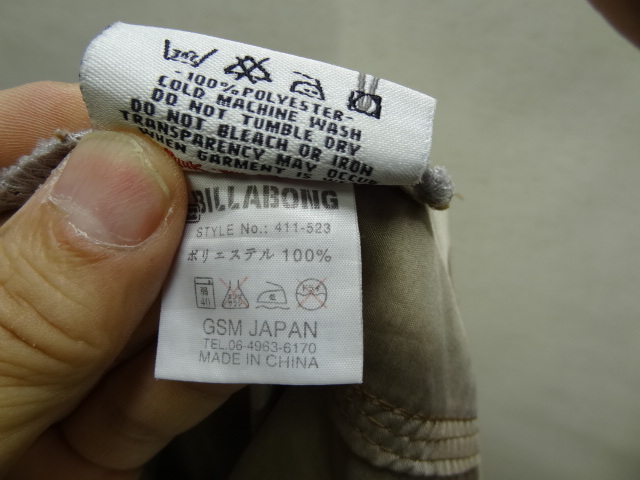 -100% POLYESTER-
COLD MACHINE WASH
DO NOT TUMBLE DRY
DO NOT BLEACH OR IRON
TRANSPARENCY MAY OCCUR
WHEN GARMENT IS
BILLABONG
STYLE No.: 411-523
ポリエステル 100%
40
GSM JAPAN
TEL.06-4963-6170
MADE IN CHINA